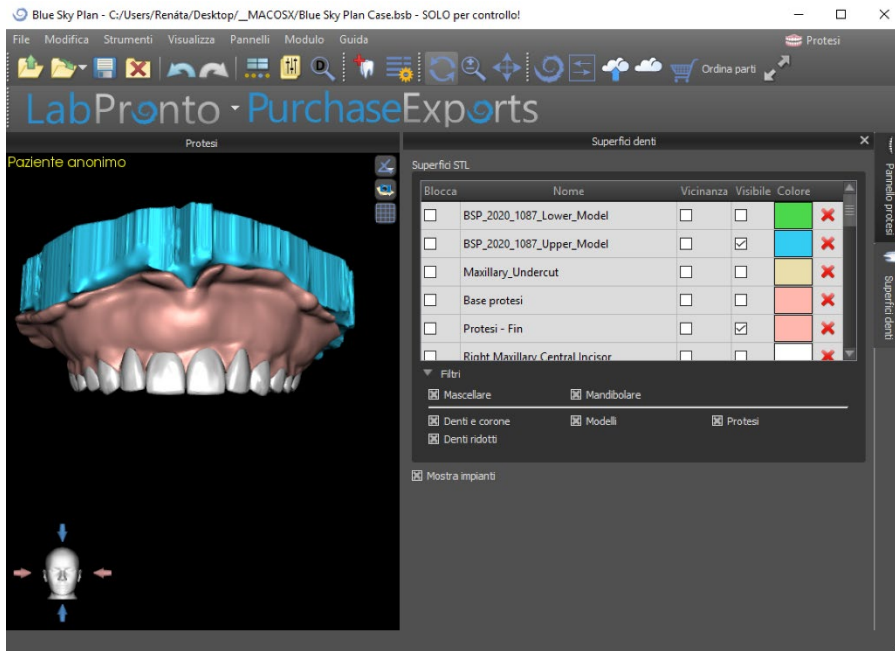 Blue Sky Plan - C:/Users/Renáta/Desktop/__MACOSX/Blue Sky Plan Case.bsb - SOLO per controllo!
File Modifica Strumenti Visualizza Pannelli Modulo Guida Protesi
Ordina parti
LabPronto - PurchaseExports
Protesi
Superfici denti
Paziente anonimo
Superfici STL
Blocca Nome Vicinanza Visibile Colore
BSP_2020_1087_Lower_Model
BSP_2020_1087_Upper_Model
Maxillary_Undercut
Base protesi
Protesi - Fin
Right Maxillary Central Incisor
Filtri
Mascellare Mandibolare
Denti e corone Modelli Protesi
Denti ridotti
Mostra impianti
Pannello protesi
Superfici denti